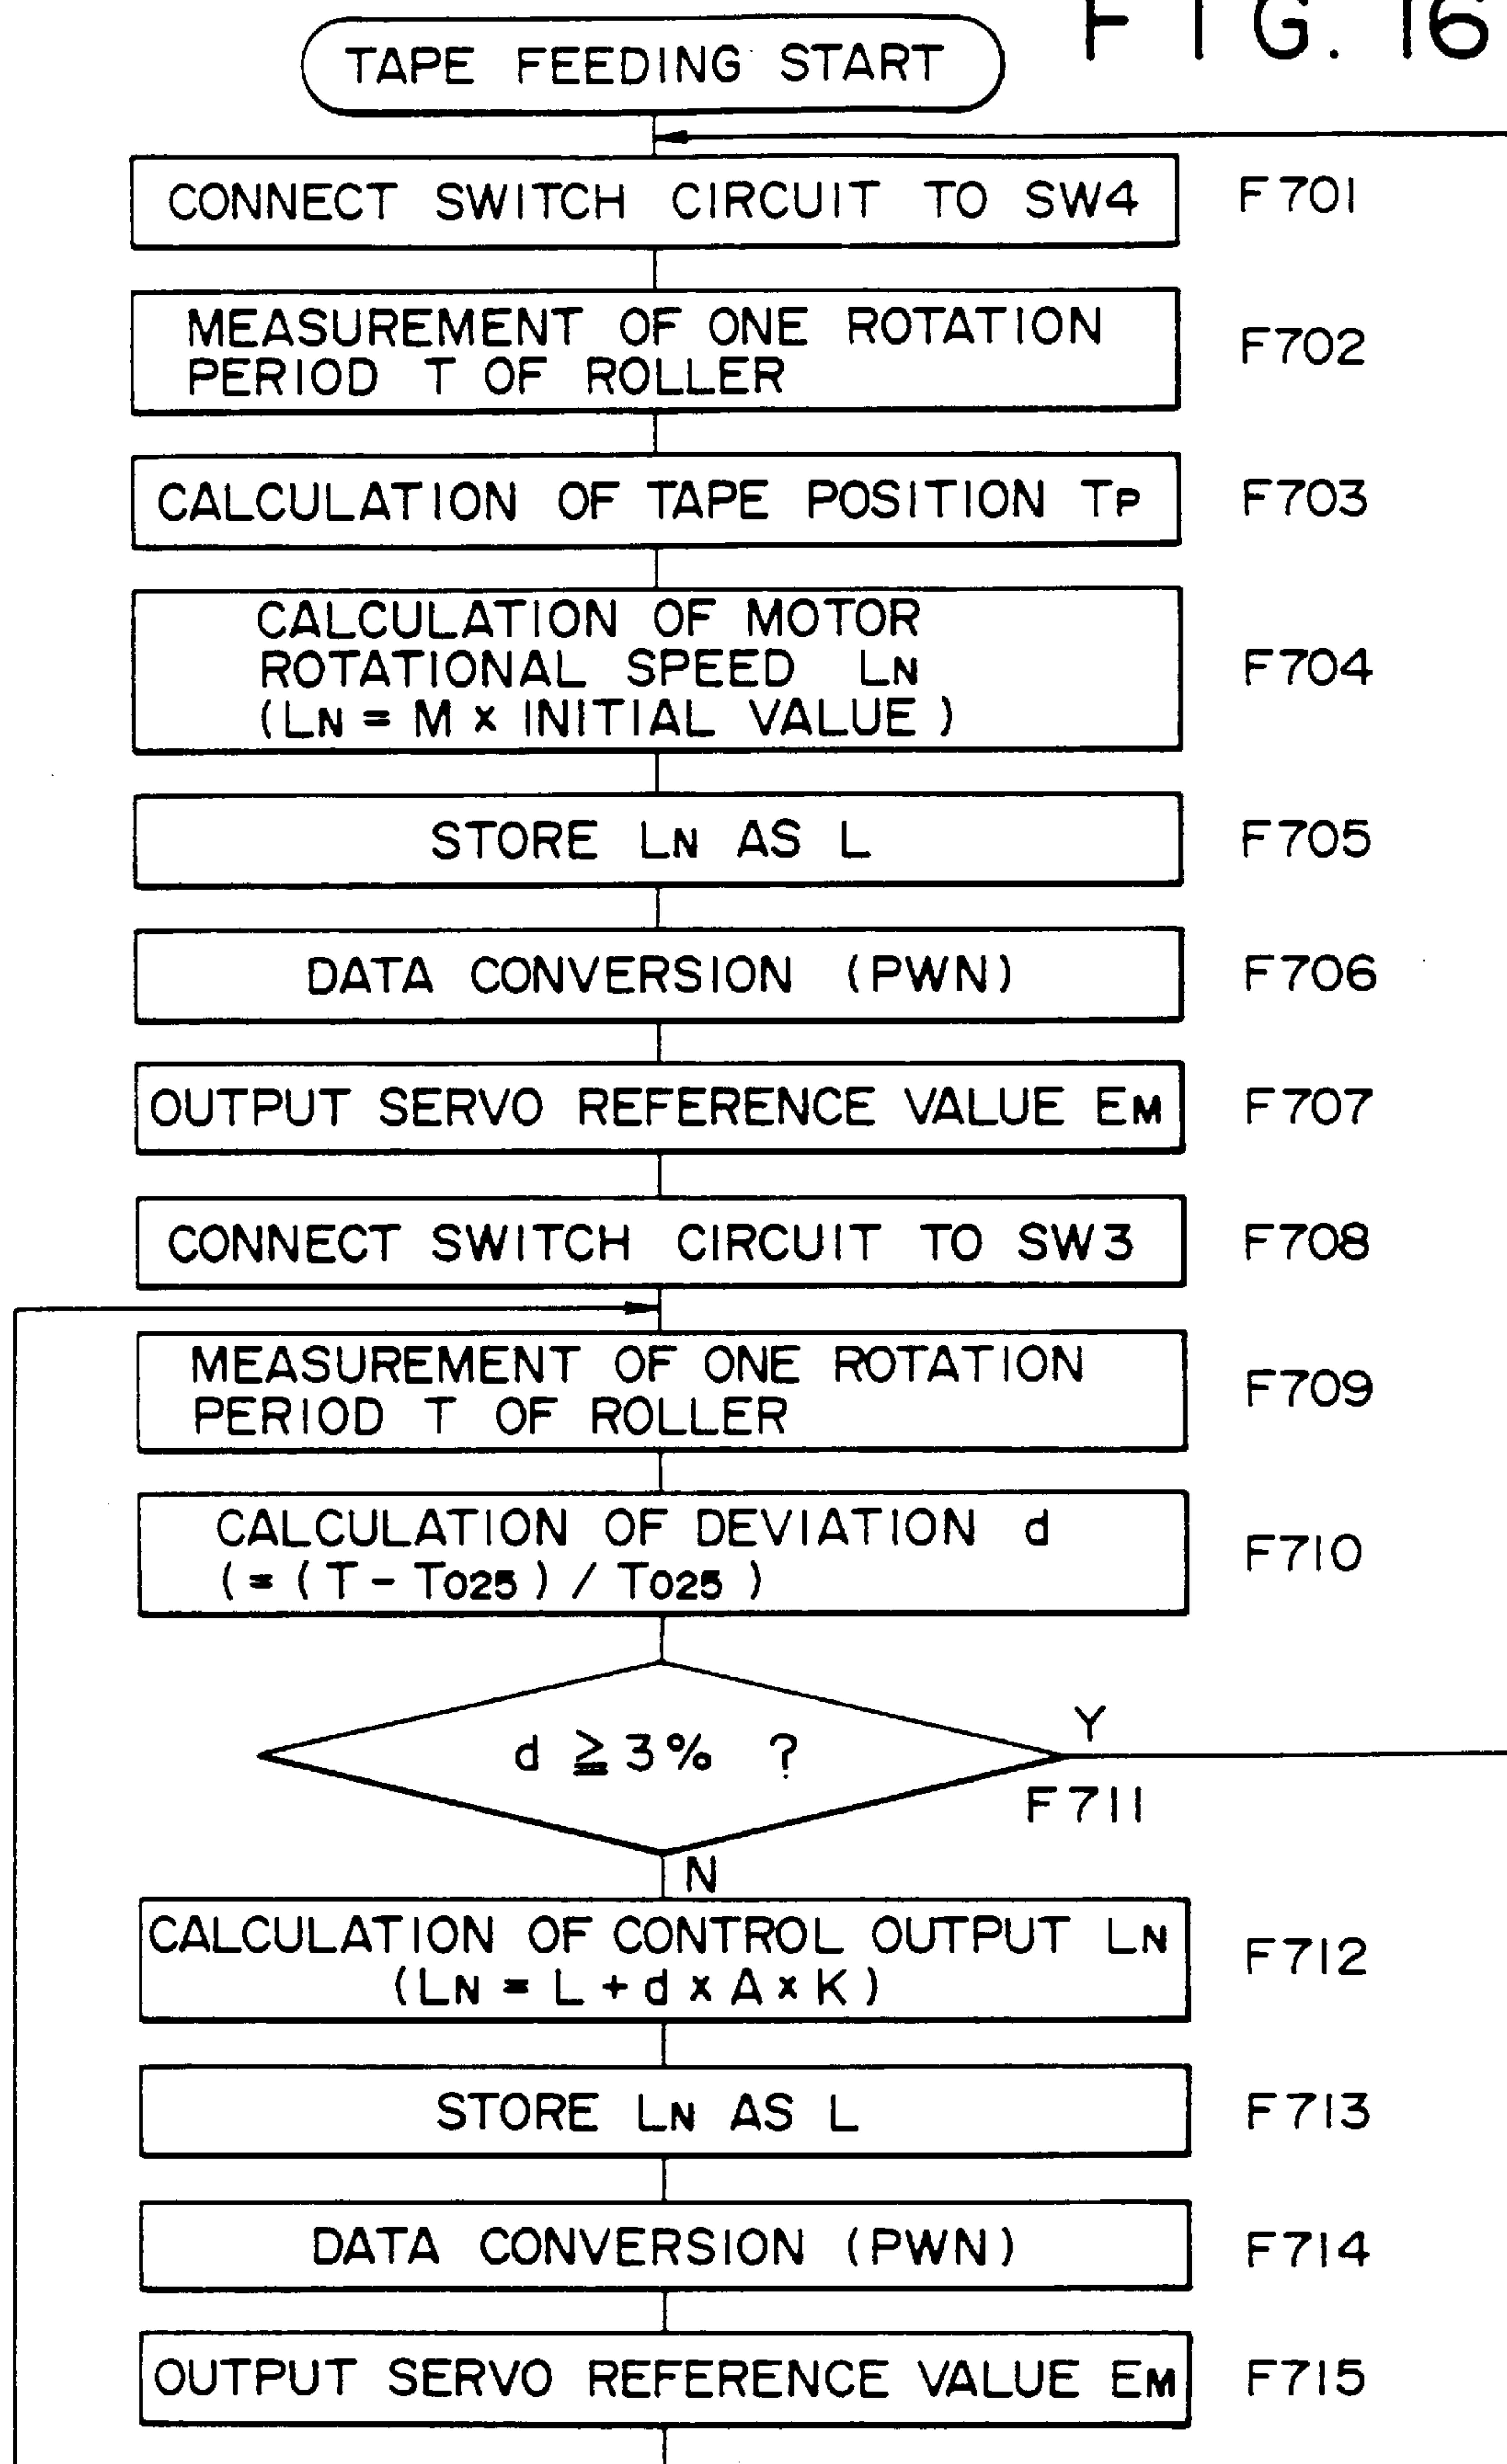 FIG. 16
TAPE FEEDING START
CONNECT SWITCH CIRCUIT TO SW4
F701
MEASUREMENT OF ONE ROTATION
PERIOD T OF ROLLER
F702
CALCULATION OF TAPE POSITION TP
F703
CALCULATION OF MOTOR
ROTATIONAL SPEED LN
(LN = M × INITIAL VALUE)
F704
STORE LN AS L
F705
DATA CONVERSION (PWN)
F706
OUTPUT SERVO REFERENCE VALUE EM
F707
CONNECT SWITCH CIRCUIT TO SW3
F708
MEASUREMENT OF ONE ROTATION
PERIOD T OF ROLLER
F709
CALCULATION OF DEVIATION d
(= (T - T025) / T025)
F710
d ≧ 3% ?
Y
F711
N
CALCULATION OF CONTROL OUTPUT LN
(LN = L + d × A × K)
F712
STORE LN AS L
F713
DATA CONVERSION (PWN)
F714
OUTPUT SERVO REFERENCE VALUE EM
F715